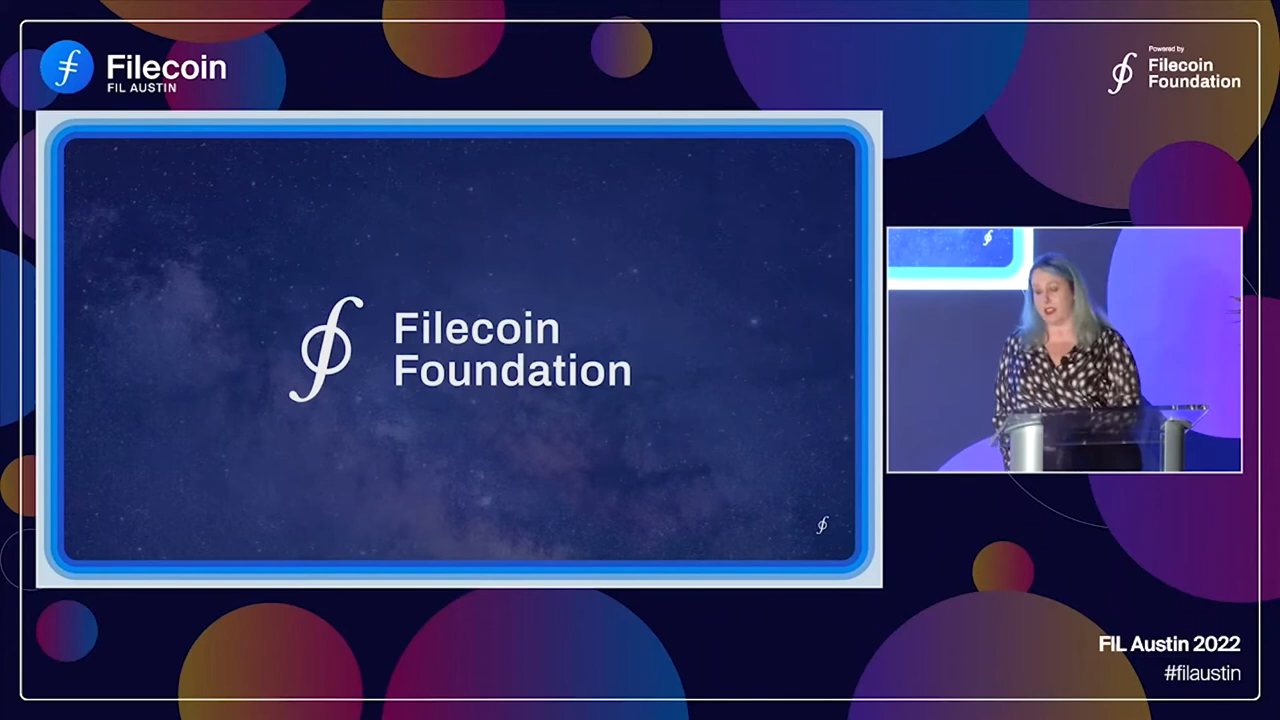 Filecoin
FIL AUSTIN
Powered by
Filecoin
Foundation
Filecoin
Foundation
FIL Austin 2022
#filaustin